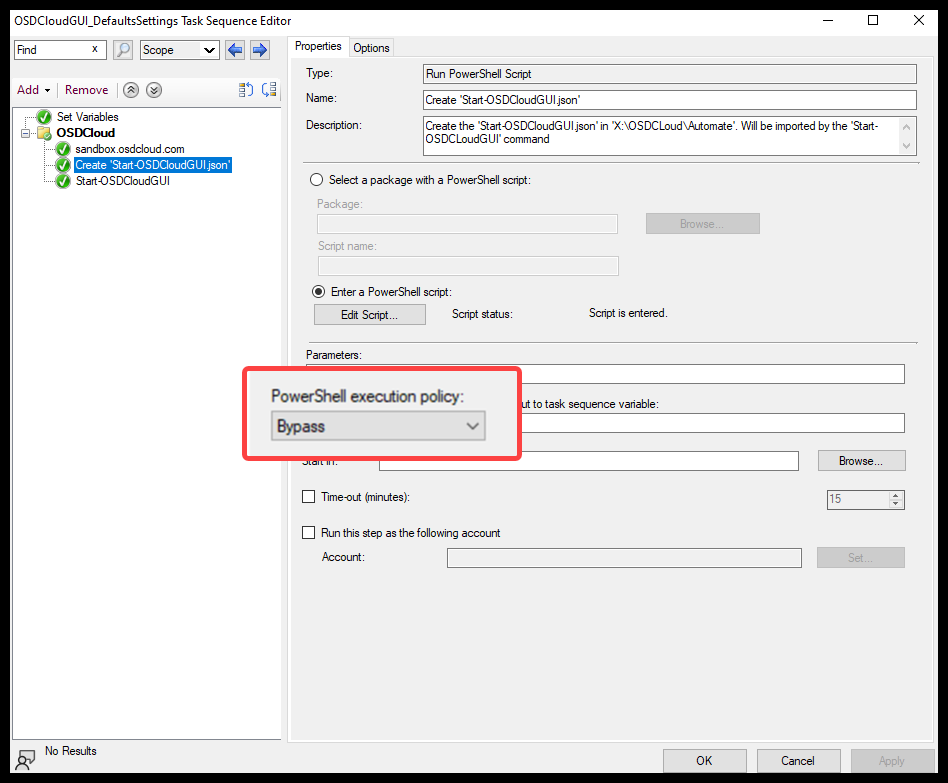 OSDCloudGUI_DefaultsSettings Task Sequence Editor
Find x Scope
Add Remove
Set Variables
OSDCloud
sandbox.osdcloud.com
Create 'Start-OSDCloudGUI.json'
Start-OSDCloudGUI
No Results
Properties Options
Type: Run PowerShell Script
Name: Create 'Start-OSDCloudGUI.json'
Description: Create the 'Start-OSDCloudGUI.json' in 'X:\OSDCLoud\Automate'. Will be imported by the 'Start-
OSDCLoudGUI' command
Select a package with a PowerShell script:
Package:
Browse...
Script name:
Enter a PowerShell script:
Edit Script... Script status: Script is entered.
Parameters:
PowerShell execution policy:
Bypass
to task sequence variable:
Start in: Browse...
Time-out (minutes): 15
Run this step as the following account
Account: Set...
OK Cancel Apply